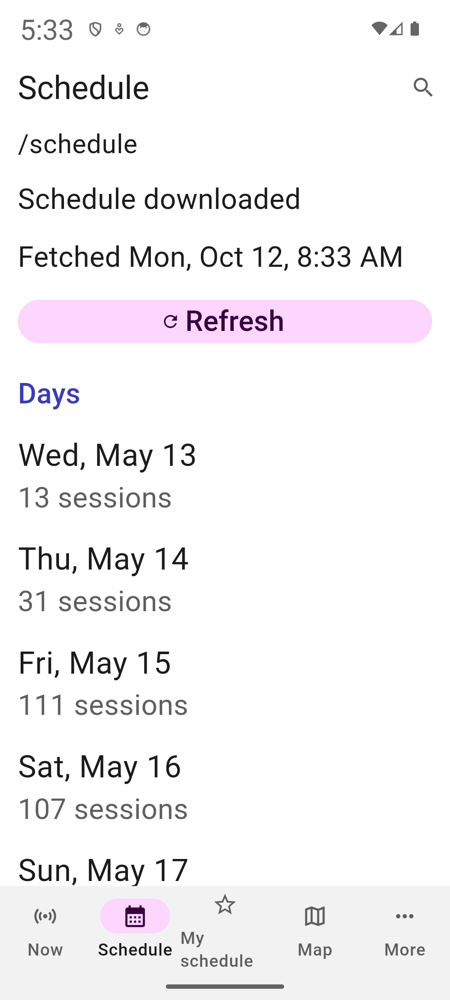 5:33
Schedule
/schedule
Schedule downloaded
Fetched Mon, Oct 12, 8:33 AM
Refresh
Days
Wed, May 13
13 sessions
Thu, May 14
31 sessions
Fri, May 15
111 sessions
Sat, May 16
107 sessions
Sun, May 17
Now
Schedule
My
schedule
Map
More